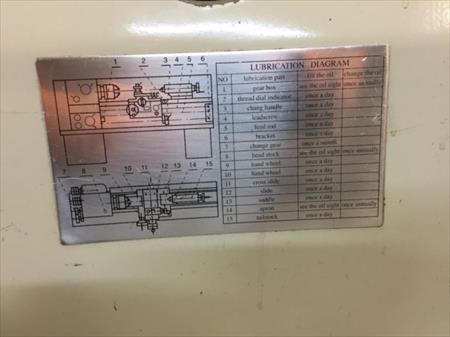 LUBRICATION DIAGRAM
NO lubrication part fill the oil change the oil
1 gear box see the oil sight once annually
2 thread dial indicator once a day
3 chang handle once a day
4 leadscrew once a day
5 feed rod once a day
6 bracket once a day
7 change gear once a month
8 head stock see the oil sight once annually
9 hand wheel once a day
10 hand wheel once a day
11 cross slide once a day
12 slide once a day
13 saddle once a day
14 apron see the oil sight once annually
15 tailstock once a day
1 2 3 4 5 6
7 8 9 10 11 12 13 14 15